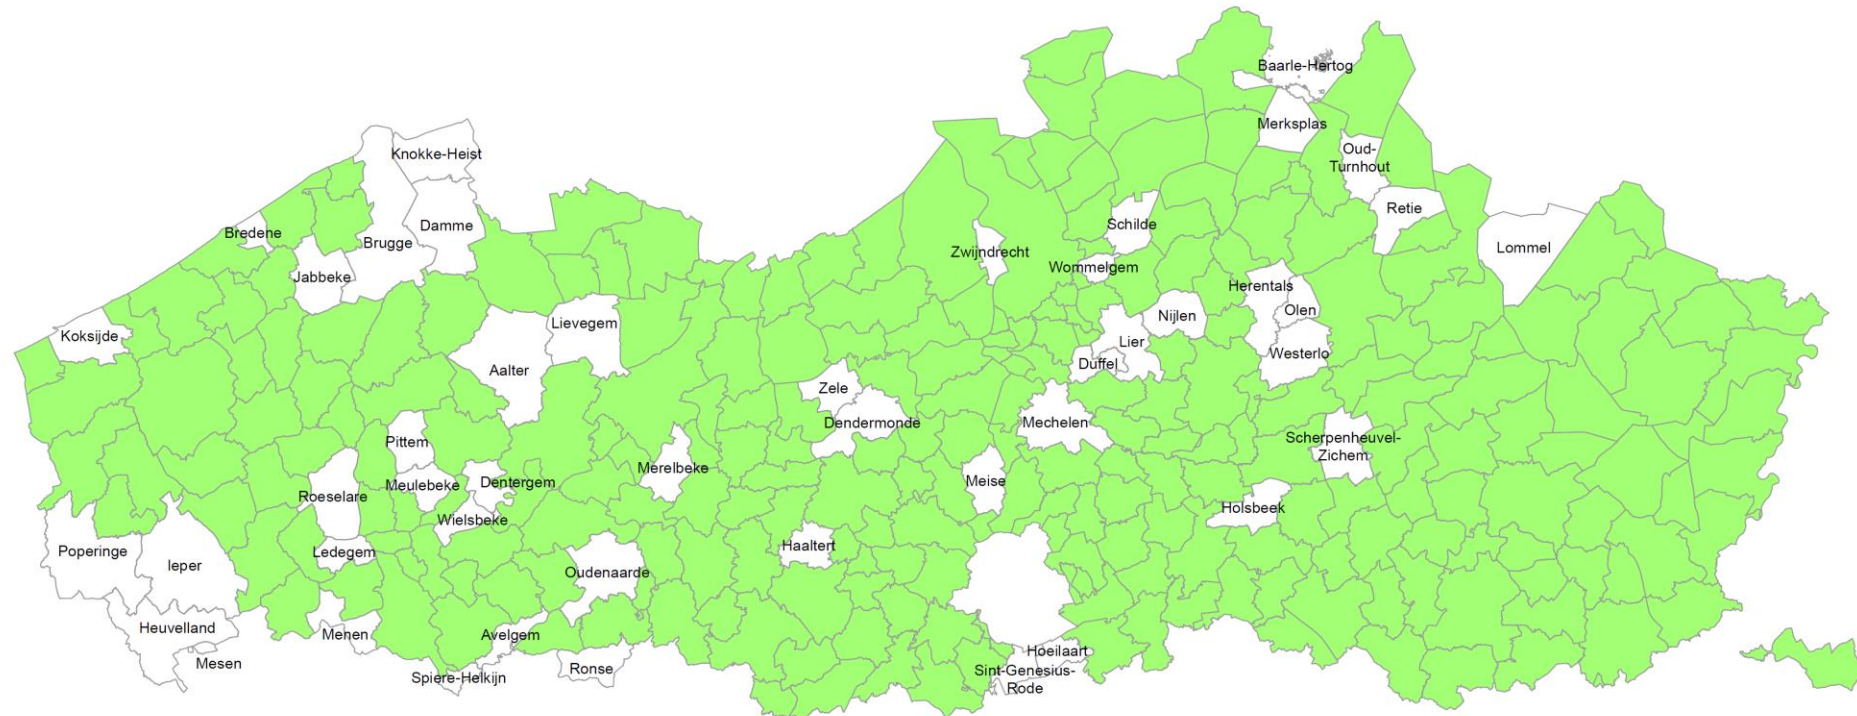 Baarle-Hertog
Merksplas
Knokke-Heist
Oud-
Turnhout
Retie
Damme
Schilde
Bredene
Brugge
Lommel
Zwijndrecht
Wommelgem
Jabbeke
Herentals
Olen
Nijlen
Lievegem
Koksijde
Lier
Westerlo
Duffel
Aalter
Zele
Dendermonde
Mechelen
Pittem
Scherpenheuvel-
Zichem
Merelbeke
Meise
Dentergem
Meulebeke
Roeselare
Holsbeek
Wielsbeke
Haaltert
Poperinge
Ledegem
Ieper
Oudenaarde
Heuvelland
Menen
Avelgem
Hoeilaart
Mesen
Ronse
Sint-Genesius-
Rode
Spiere-Helkijn